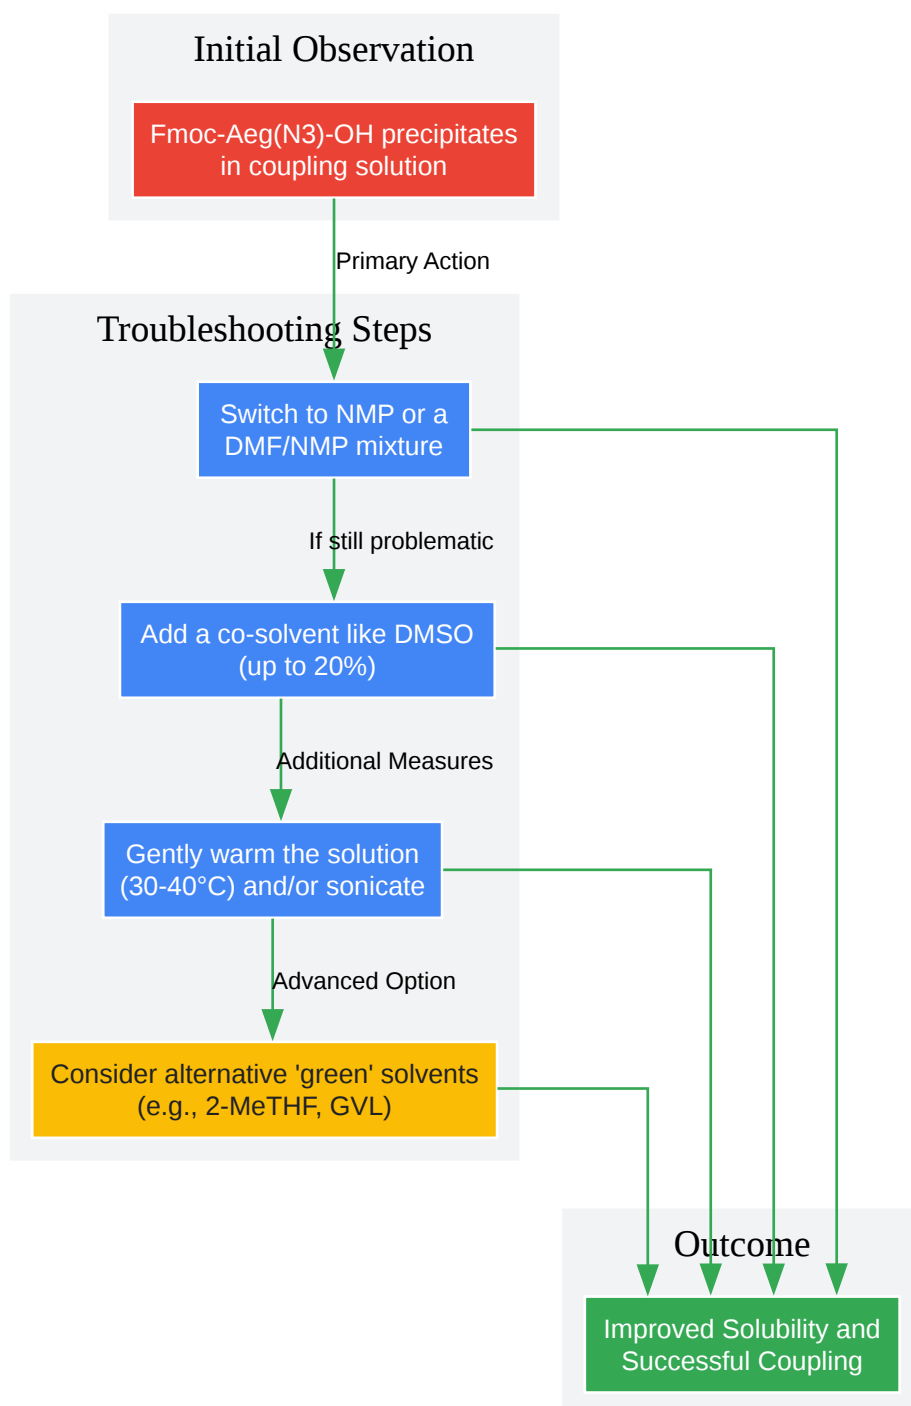 Initial Observation
Fmoc-Aeg(N3)-OH precipitates
in coupling solution
Primary Action
Troubleshooting Steps
Switch to NMP or a
DMF/NMP mixture
If still problematic
Add a co-solvent like DMSO
(up to 20%)
Additional Measures
Gently warm the solution
(30-40°C) and/or sonicate
Advanced Option
Consider alternative 'green' solvents
(e.g., 2-MeTHF, GVL)
Outcome
Improved Solubility and
Successful Coupling